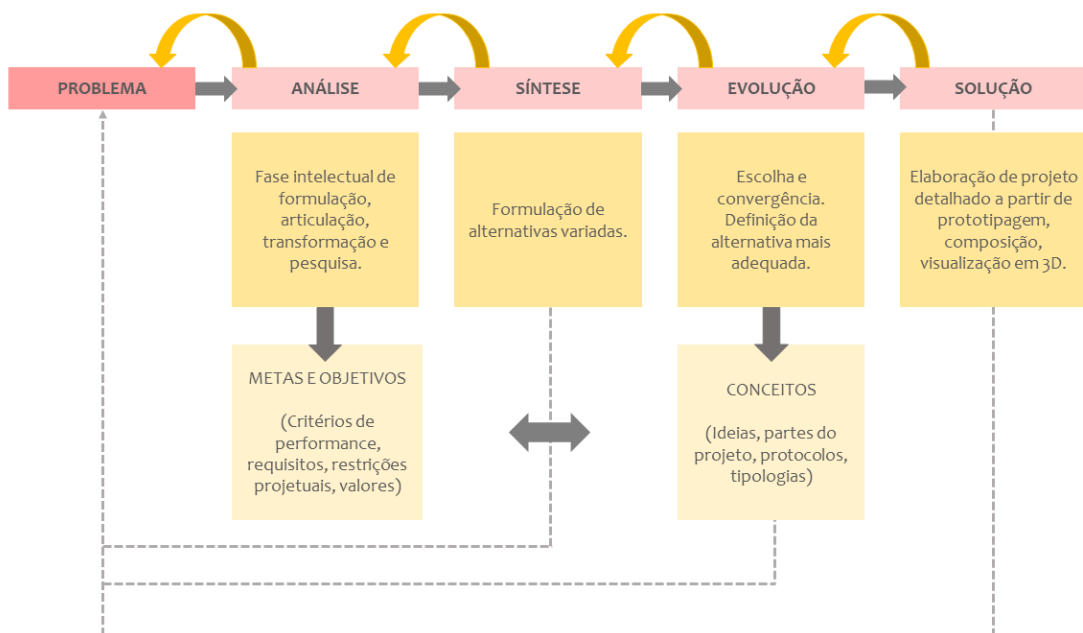 PROBLEMA
ANÁLISE
SÍNTESE
EVOLUÇÃO
SOLUÇÃO
Fase intelectual de
formulação,
articulação,
transformação e
pesquisa.
Formulação de
alternativas variadas.
Escolha e
convergência.
Definição da
alternativa mais
adequada.
Elaboração de projeto
detalhado a partir de
prototipagem,
composição,
visualização em 3D.
METAS E OBJETIVOS
(Critérios de
performance,
requisitos, restrições
projetuais, valores)
CONCEITOS
(Ideias, partes do
projeto, protocolos,
tipologias)